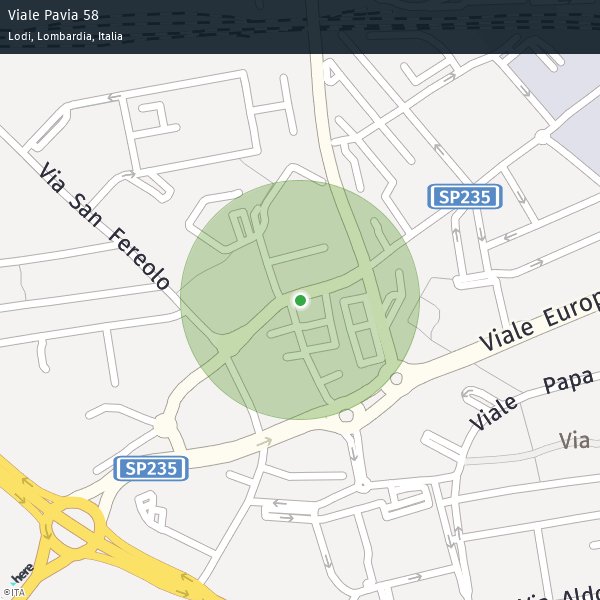 Viale Pavia 58
Lodi, Lombardia, Italia
Via San Fereolo
SP235
Viale Europ
Viale Papa
Via
SP235
here
©ITA
Via Aldo